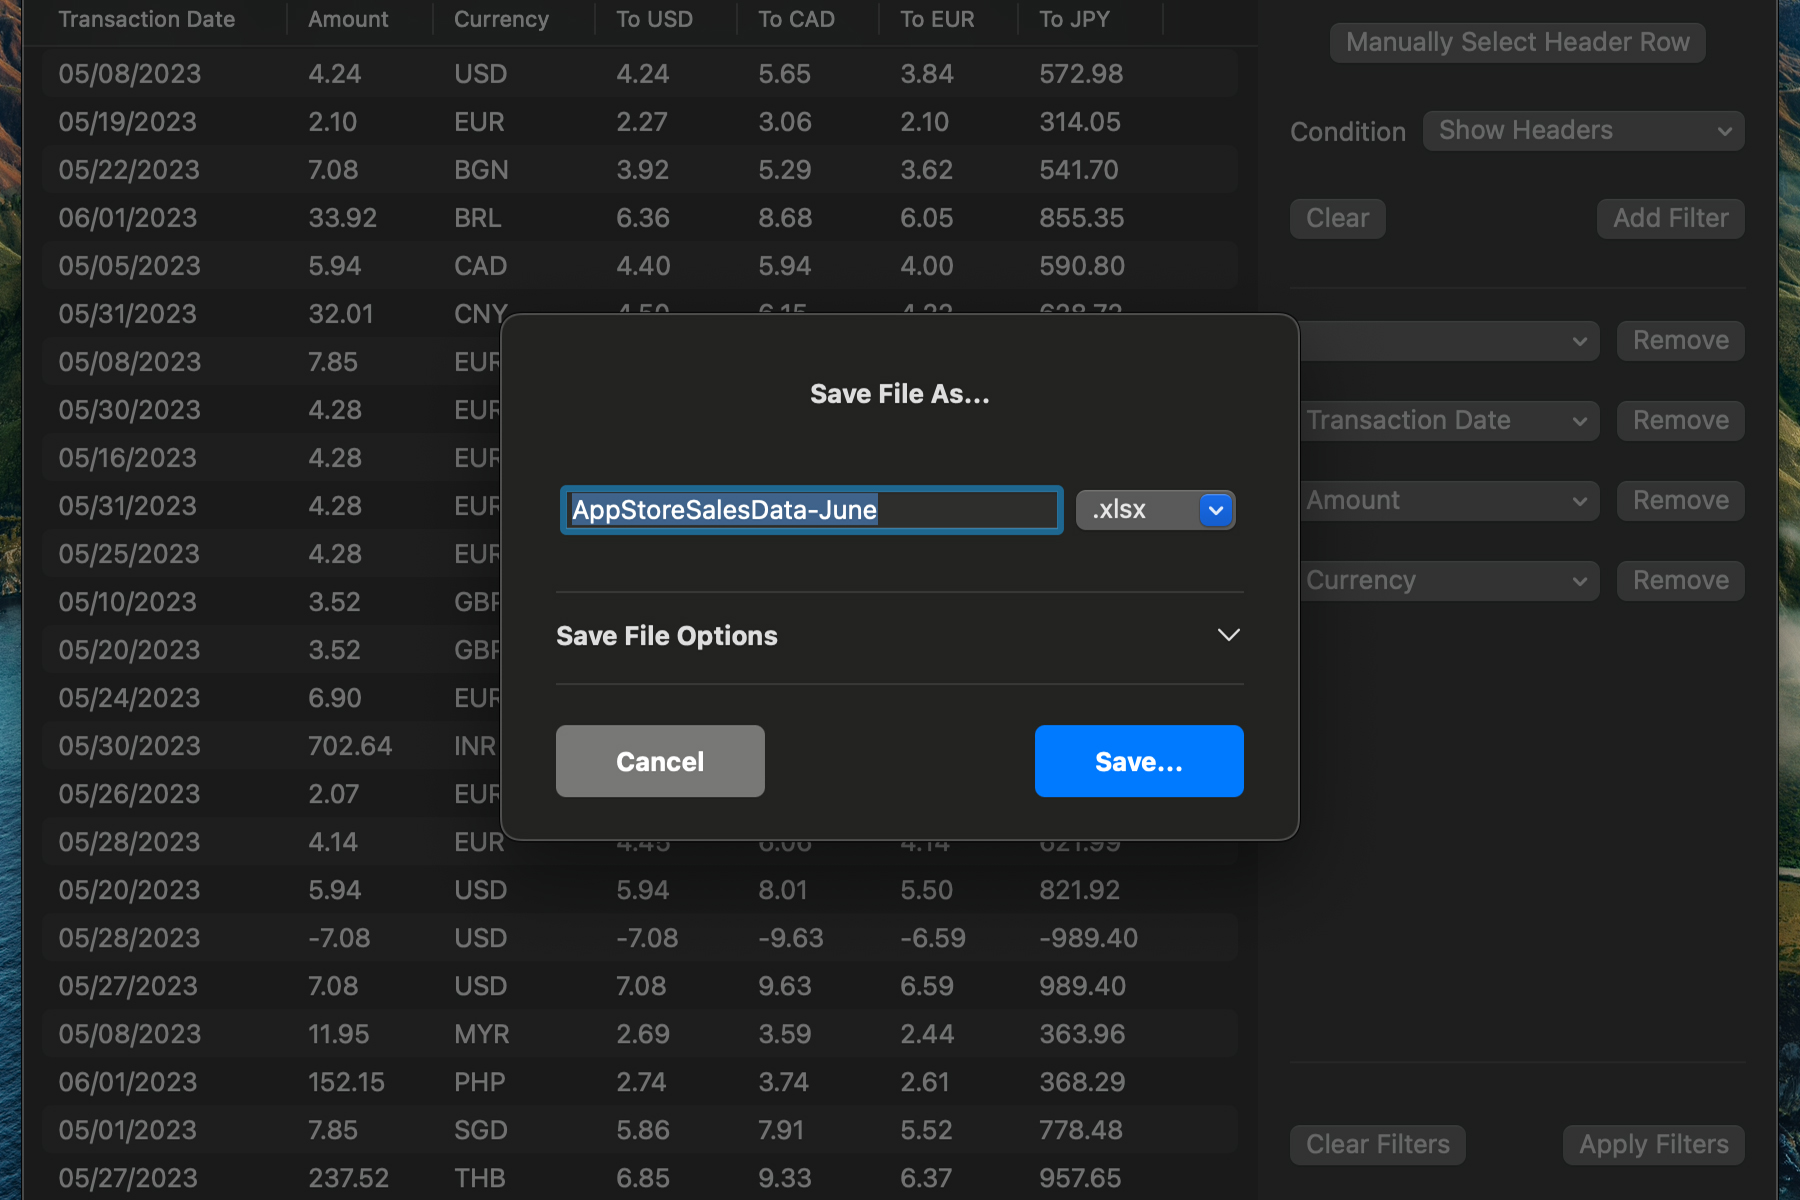 Transaction Date Amount Currency To USD To CAD To EUR To JPY
05/08/2023 4.24 USD 4.24 5.65 3.84 572.98
05/19/2023 2.10 EUR 2.27 3.06 2.10 314.05
05/22/2023 7.08 BGN 3.92 5.29 3.62 541.70
06/01/2023 33.92 BRL 6.36 8.68 6.05 855.35
05/05/2023 5.94 CAD 4.40 5.94 4.00 590.80
05/31/2023 32.01 CNY
05/08/2023 7.85 EUR
05/30/2023 4.28 EUR
05/16/2023 4.28 EUR
05/31/2023 4.28 EUR
05/25/2023 4.28 EUR
05/10/2023 3.52 GBP
05/20/2023 3.52 GBP
05/24/2023 6.90 EUR
05/30/2023 702.64 INR
05/26/2023 2.07 EUR
05/28/2023 4.14 EUR 4.45 6.06 4.14 621.99
05/20/2023 5.94 USD 5.94 8.01 5.50 821.92
05/28/2023 -7.08 USD -7.08 -9.63 -6.59 -989.40
05/27/2023 7.08 USD 7.08 9.63 6.59 989.40
05/08/2023 11.95 MYR 2.69 3.59 2.44 363.96
06/01/2023 152.15 PHP 2.74 3.74 2.61 368.29
05/01/2023 7.85 SGD 5.86 7.91 5.52 778.48
05/27/2023 237.52 THB 6.85 9.33 6.37 957.65
Save File As...
AppStoreSalesData-June .xlsx
Save File Options
Cancel Save...
Manually Select Header Row
Condition Show Headers
Clear Add Filter
Remove
Transaction Date Remove
Amount Remove
Currency Remove
Clear Filters Apply Filters